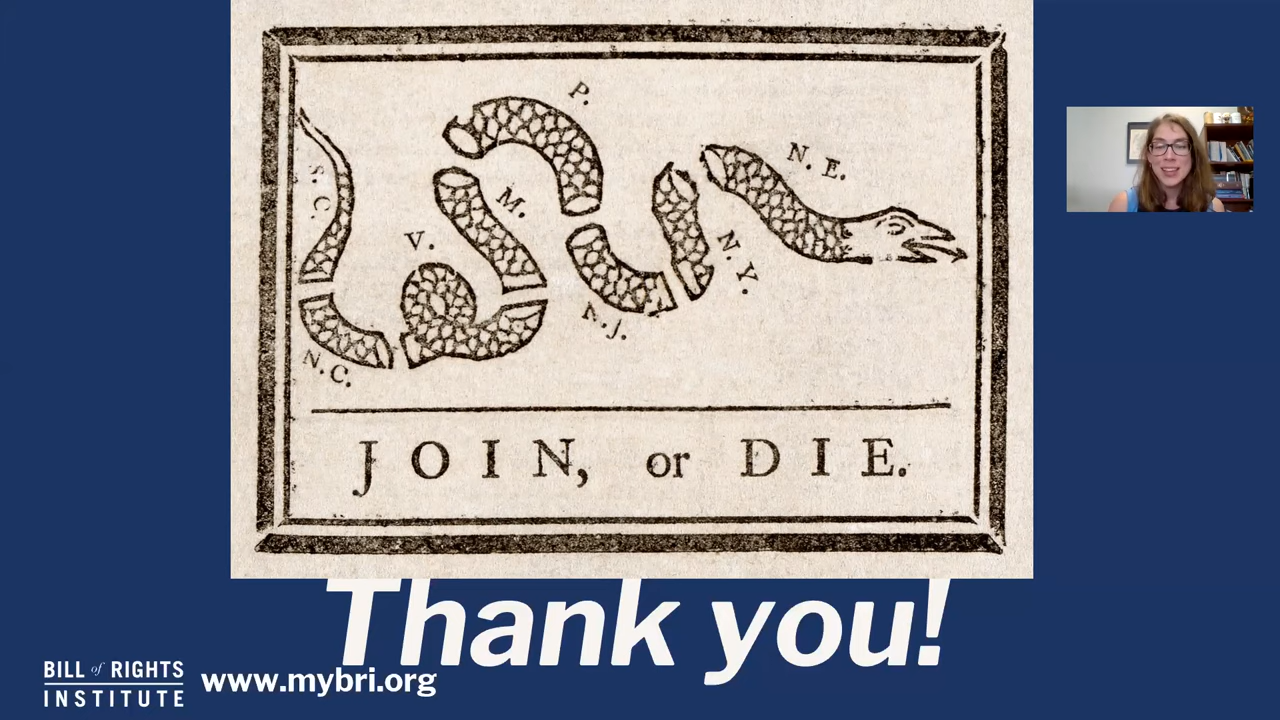 P.
N. E.
S. C.
M.
V.
N. Y.
N. J.
N. C.
JOIN, or DIE.
Thank you!
BILL of RIGHTS
INSTITUTE
www.mybri.org